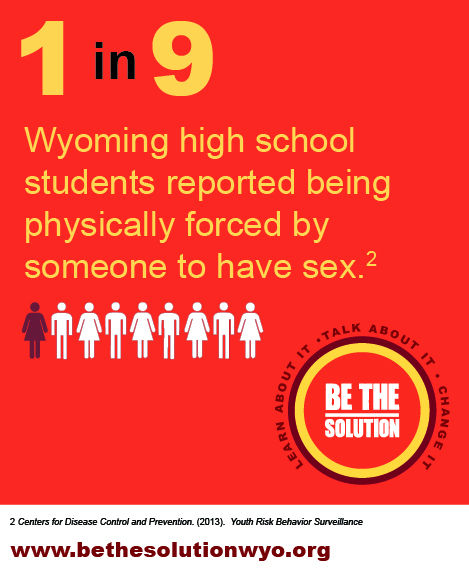 1 in 9
Wyoming high school
students reported being
physically forced by
someone to have sex.2
LEARN ABOUT IT • TALK ABOUT IT • CHANGE IT
BE THE
SOLUTION
2 Centers for Disease Control and Prevention. (2013). Youth Risk Behavior Surveillance
www.bethesolutionwyo.org